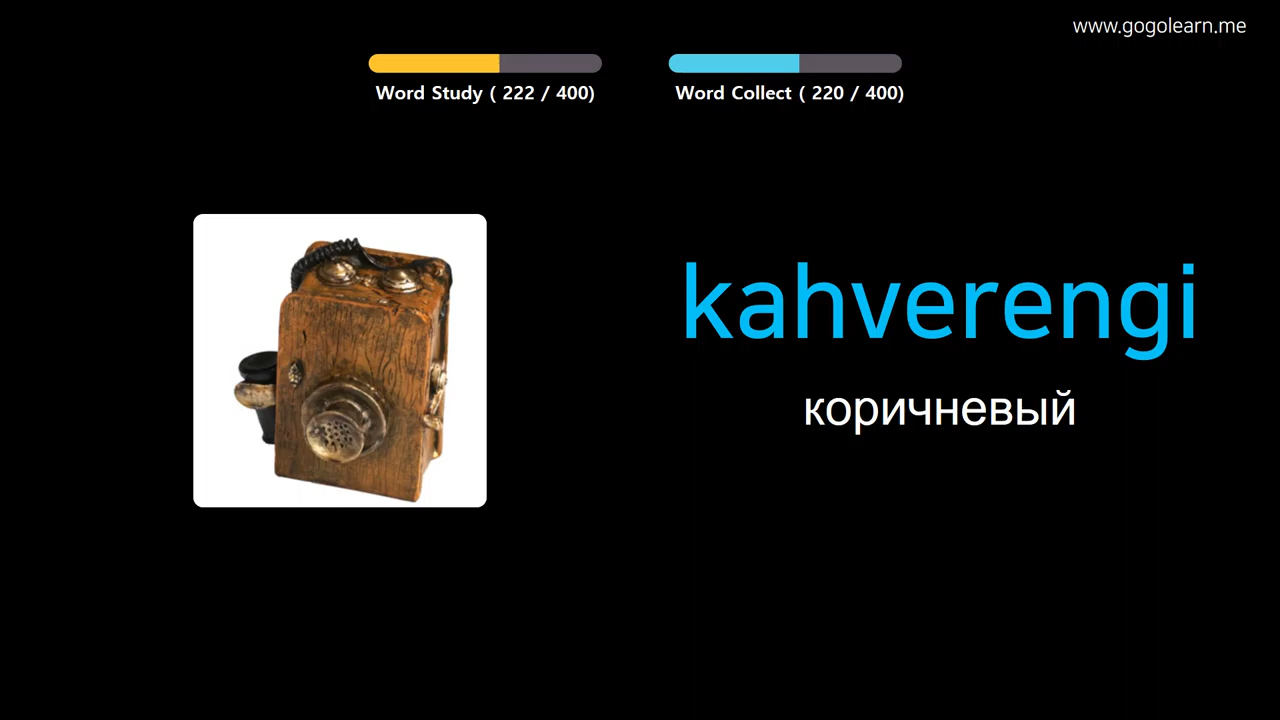 www.gogolearn.me
Word Study ( 222 / 400)
Word Collect ( 220 / 400)
kahverengi
коричневый